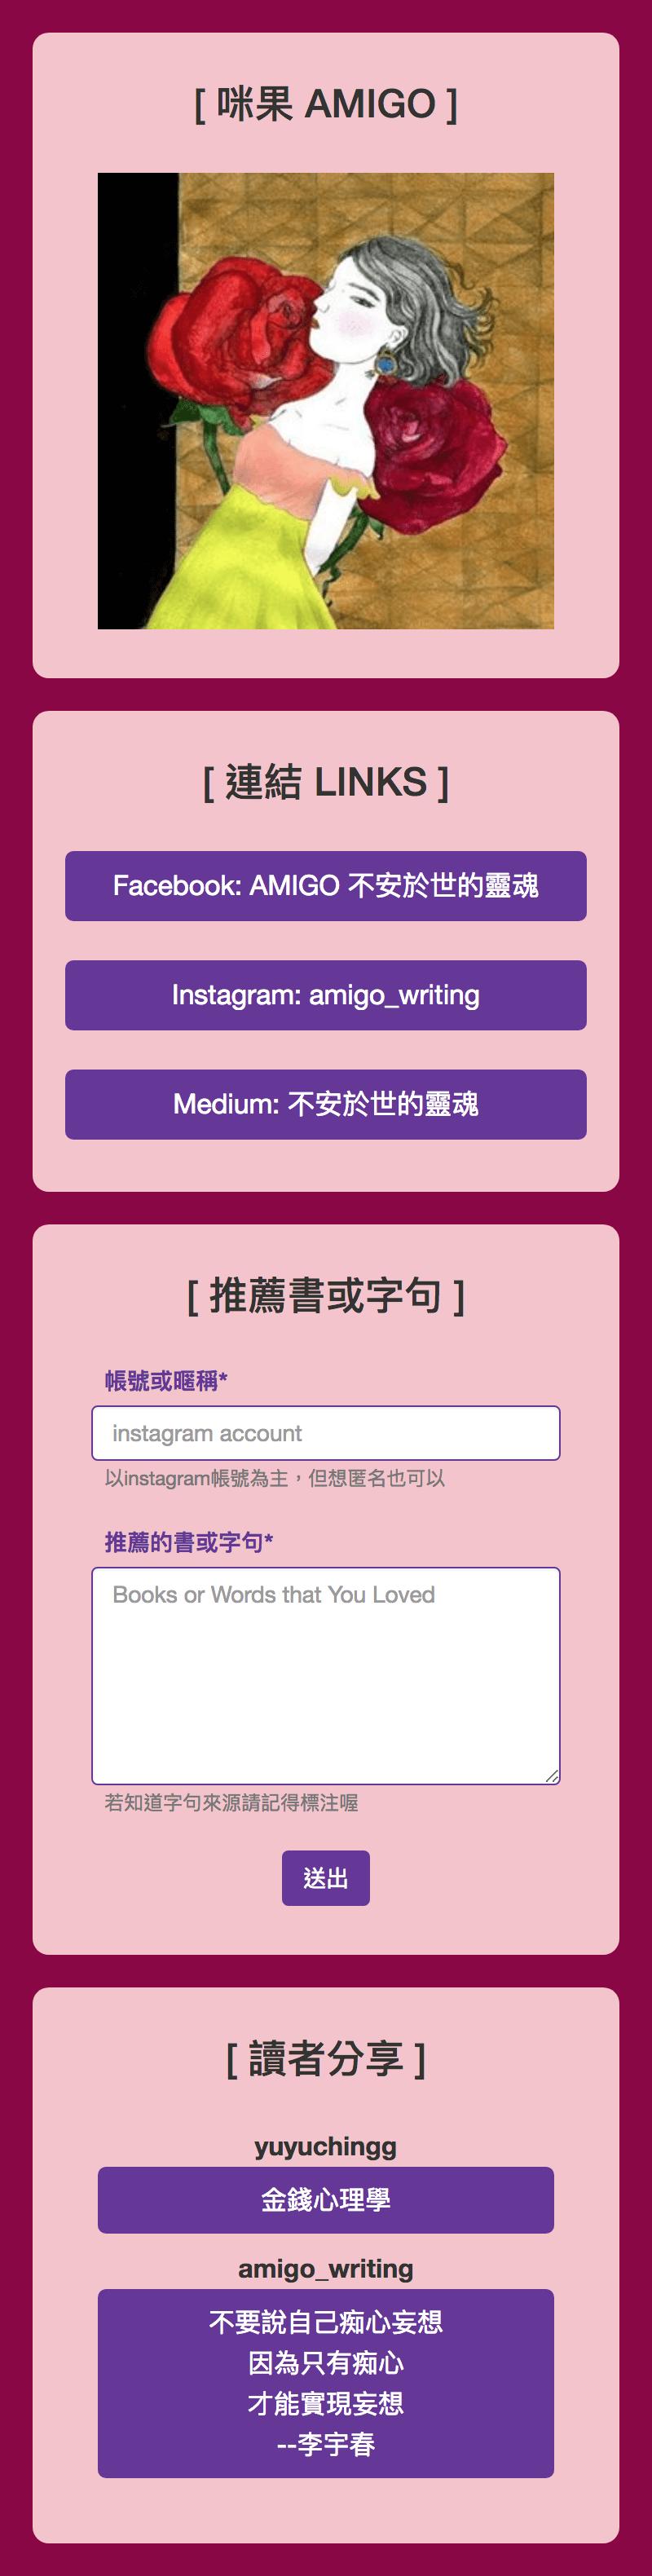 [ 咪果 AMIGO ]
[ 連結 LINKS ]
Facebook: AMIGO 不安於世的靈魂
Instagram: amigo_writing
Medium: 不安於世的靈魂
[ 推薦書或字句 ]
帳號或暱稱*
instagram account
以instagram帳號為主，但想匿名也可以
推薦的書或字句*
Books or Words that You Loved
若知道字句來源請記得標注喔
送出
[ 讀者分享 ]
yuyuchingg
金錢心理學
amigo_writing
不要說自己痴心妄想
因為只有痴心
才能實現妄想
--李宇春